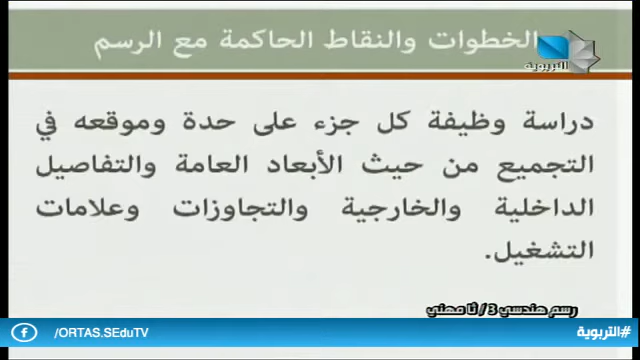 الخطوات والنقاط الحاكمة مع الرسم
التربوية
دراسة وظيفة كل جزء على حدة وموقعه في
التجميع من حيث الأبعاد العامة والتفاصيل
الداخلية والخارجية والتجاوزات وعلامات
التشغيل.
رسم هندسي 3 / ثا مهني
/ORTAS.SEduTV
#التربوية